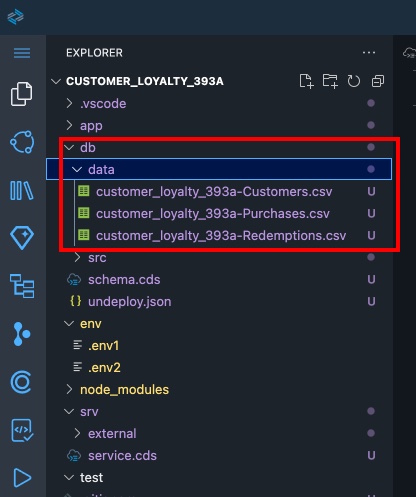 EXPLORER
CUSTOMER_LOYALTY_393A
.vscode
app
db
data
customer_loyalty_393a-Customers.csv U
customer_loyalty_393a-Purchases.csv U
customer_loyalty_393a-Redemptions.csv U
src
schema.cds U
{} undeploy.json U
env
.env1
.env2
node_modules
srv
external
service.cds U
test